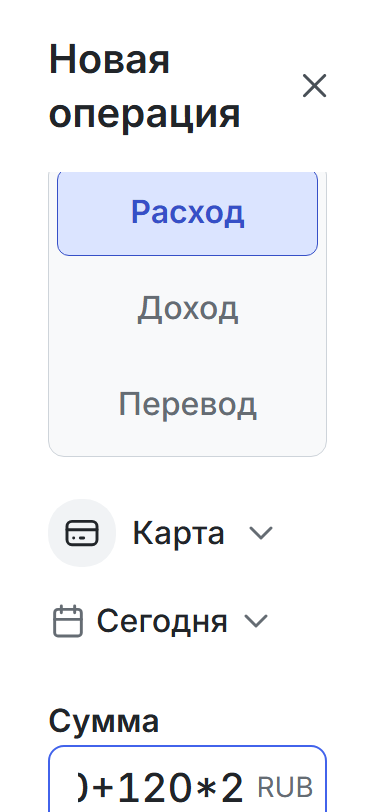 Новая
операция
Расход
Доход
Перевод
Карта
Сегодня
Сумма
+120*2 RUB